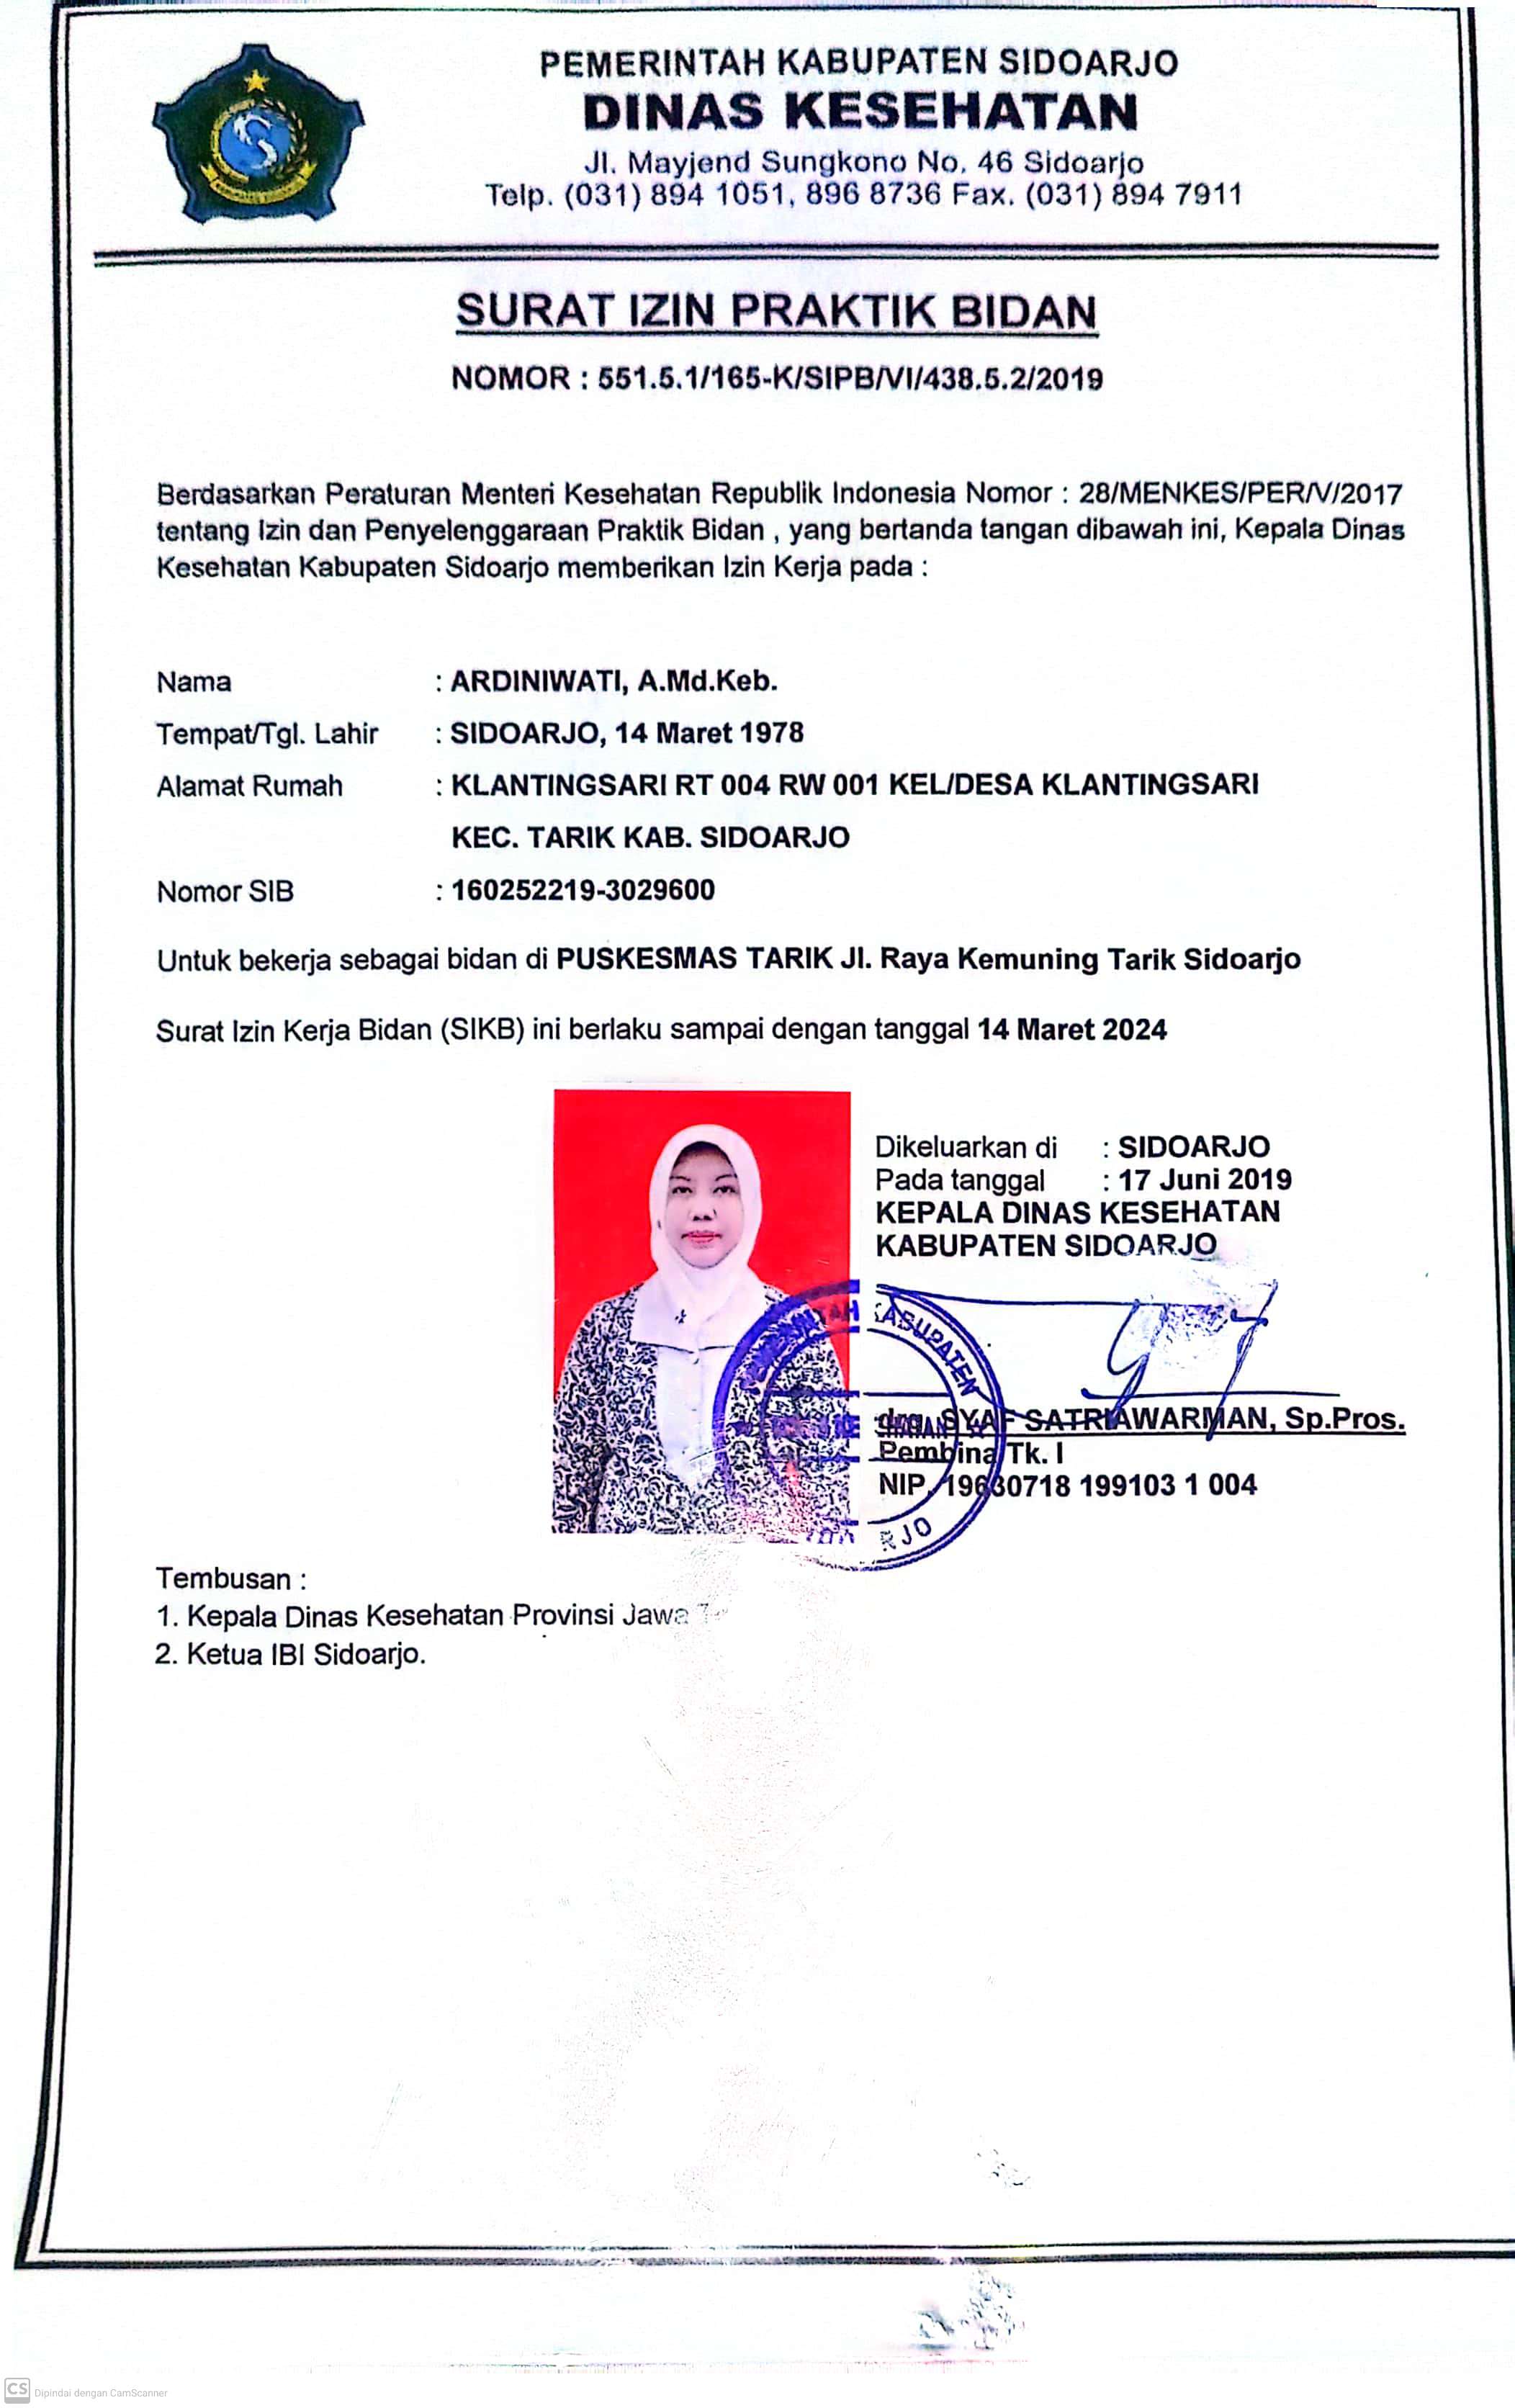 PEMERINTAH KABUPATEN SIDOARJO
DINAS KESEHATAN
Jl. Mayjend Sungkono No. 46 Sidoarjo
Telp. (031) 894 1051, 896 8736 Fax. (031) 894 7911
SURAT IZIN PRAKTIK BIDAN
NOMOR : 551.5.1/165-K/SIPB/VI/438.5.2/2019
Berdasarkan Peraturan Menteri Kesehatan Republik Indonesia Nomor : 28/MENKES/PER/V/2017
tentang Izin dan Penyelenggaraan Praktik Bidan , yang bertanda tangan dibawah ini, Kepala Dinas
Kesehatan Kabupaten Sidoarjo memberikan Izin Kerja pada :
Nama : ARDINIWATI, A.Md.Keb.
Tempat/Tgl. Lahir : SIDOARJO, 14 Maret 1978
Alamat Rumah : KLANTINGSARI RT 004 RW 001 KEL/DESA KLANTINGSARI
KEC. TARIK KAB. SIDOARJO
Nomor SIB : 160252219-3029600
Untuk bekerja sebagai bidan di PUSKESMAS TARIK Jl. Raya Kemuning Tarik Sidoarjo
Surat Izin Kerja Bidan (SIKB) ini berlaku sampai dengan tanggal 14 Maret 2024
Dikeluarkan di : SIDOARJO
Pada tanggal : 17 Juni 2019
KEPALA DINAS KESEHATAN
KABUPATEN SIDOARJO
KABUPATEN
drg. SYAF SATRIAWARMAN, Sp.Pros.
Pembina Tk. I
NIP. 19630718 199103 1 004
Tembusan :
1. Kepala Dinas Kesehatan Provinsi Jawa
2. Ketua IBI Sidoarjo.
CS Dipindai dengan CamScanner